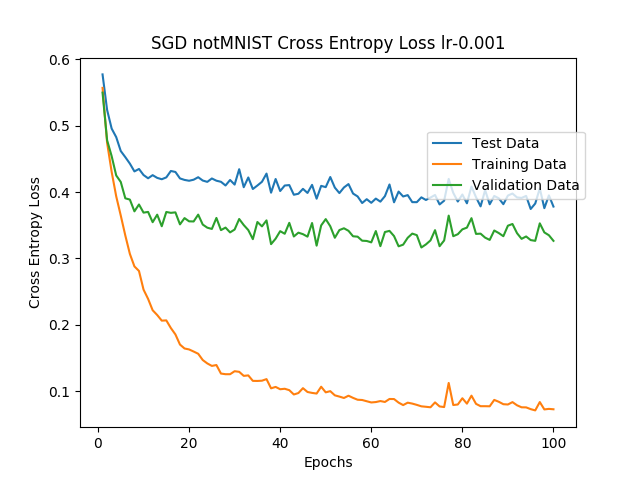 SGD notMNIST Cross Entropy Loss lr-0.001
0.6
0.5
0.4
0.3
0.2
0.1
Cross Entropy Loss
Test Data
Training Data
Validation Data
0 20 40 60 80 100
Epochs